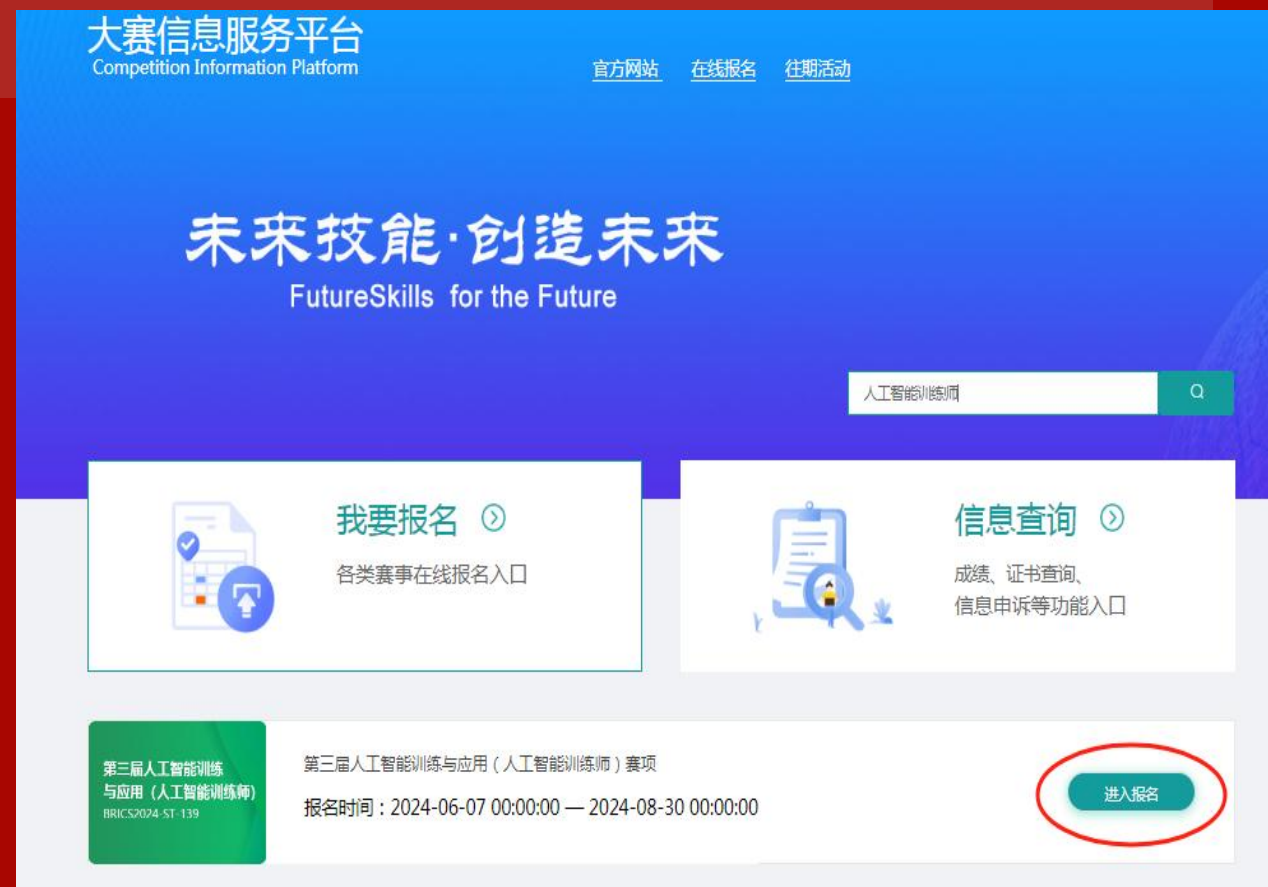 大赛信息服务平台
Competition Information Platform
官方网站 在线报名 往期活动
未来技能·创造未来
FutureSkills for the Future
人工智能训练师
我要报名
各类赛事在线报名入口
信息查询
成绩、证书查询、
信息申诉等功能入口
第三届人工智能训练
与应用（人工智能训练师）
BRICS2024-ST-139
第三届人工智能训练与应用（人工智能训练师）赛项
报名时间：2024-06-07 00:00:00 — 2024-08-30 00:00:00
进入报名